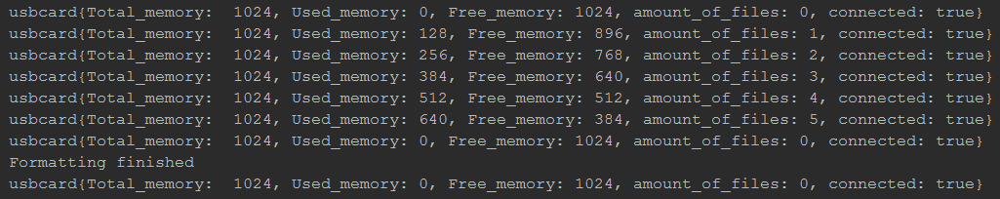 usbcard{Total_memory:  1024, Used_memory: 0, Free_memory: 1024, amount_of_files: 0, connected: true}
usbcard{Total_memory:  1024, Used_memory: 128, Free_memory: 896, amount_of_files: 1, connected: true}
usbcard{Total_memory:  1024, Used_memory: 256, Free_memory: 768, amount_of_files: 2, connected: true}
usbcard{Total_memory:  1024, Used_memory: 384, Free_memory: 640, amount_of_files: 3, connected: true}
usbcard{Total_memory:  1024, Used_memory: 512, Free_memory: 512, amount_of_files: 4, connected: true}
usbcard{Total_memory:  1024, Used_memory: 640, Free_memory: 384, amount_of_files: 5, connected: true}
usbcard{Total_memory:  1024, Used_memory: 0, Free_memory: 1024, amount_of_files: 0, connected: true}
Formatting finished
usbcard{Total_memory:  1024, Used_memory: 0, Free_memory: 1024, amount_of_files: 0, connected: true}